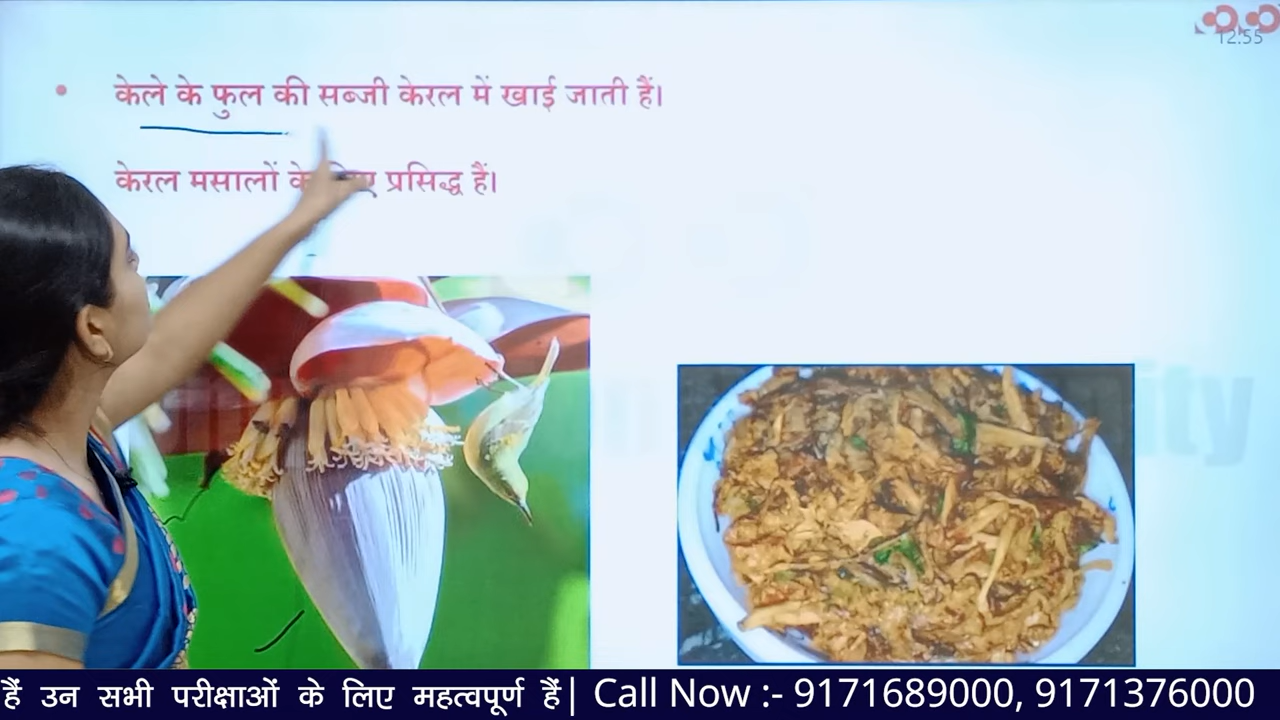 12:55
• केले के फुल की सब्जी केरल में खाई जाती हैं।
केरल मसालों के लिए प्रसिद्ध हैं।
हैं उन सभी परीक्षाओं के लिए महत्वपूर्ण हैं| Call Now :- 9171689000, 9171376000